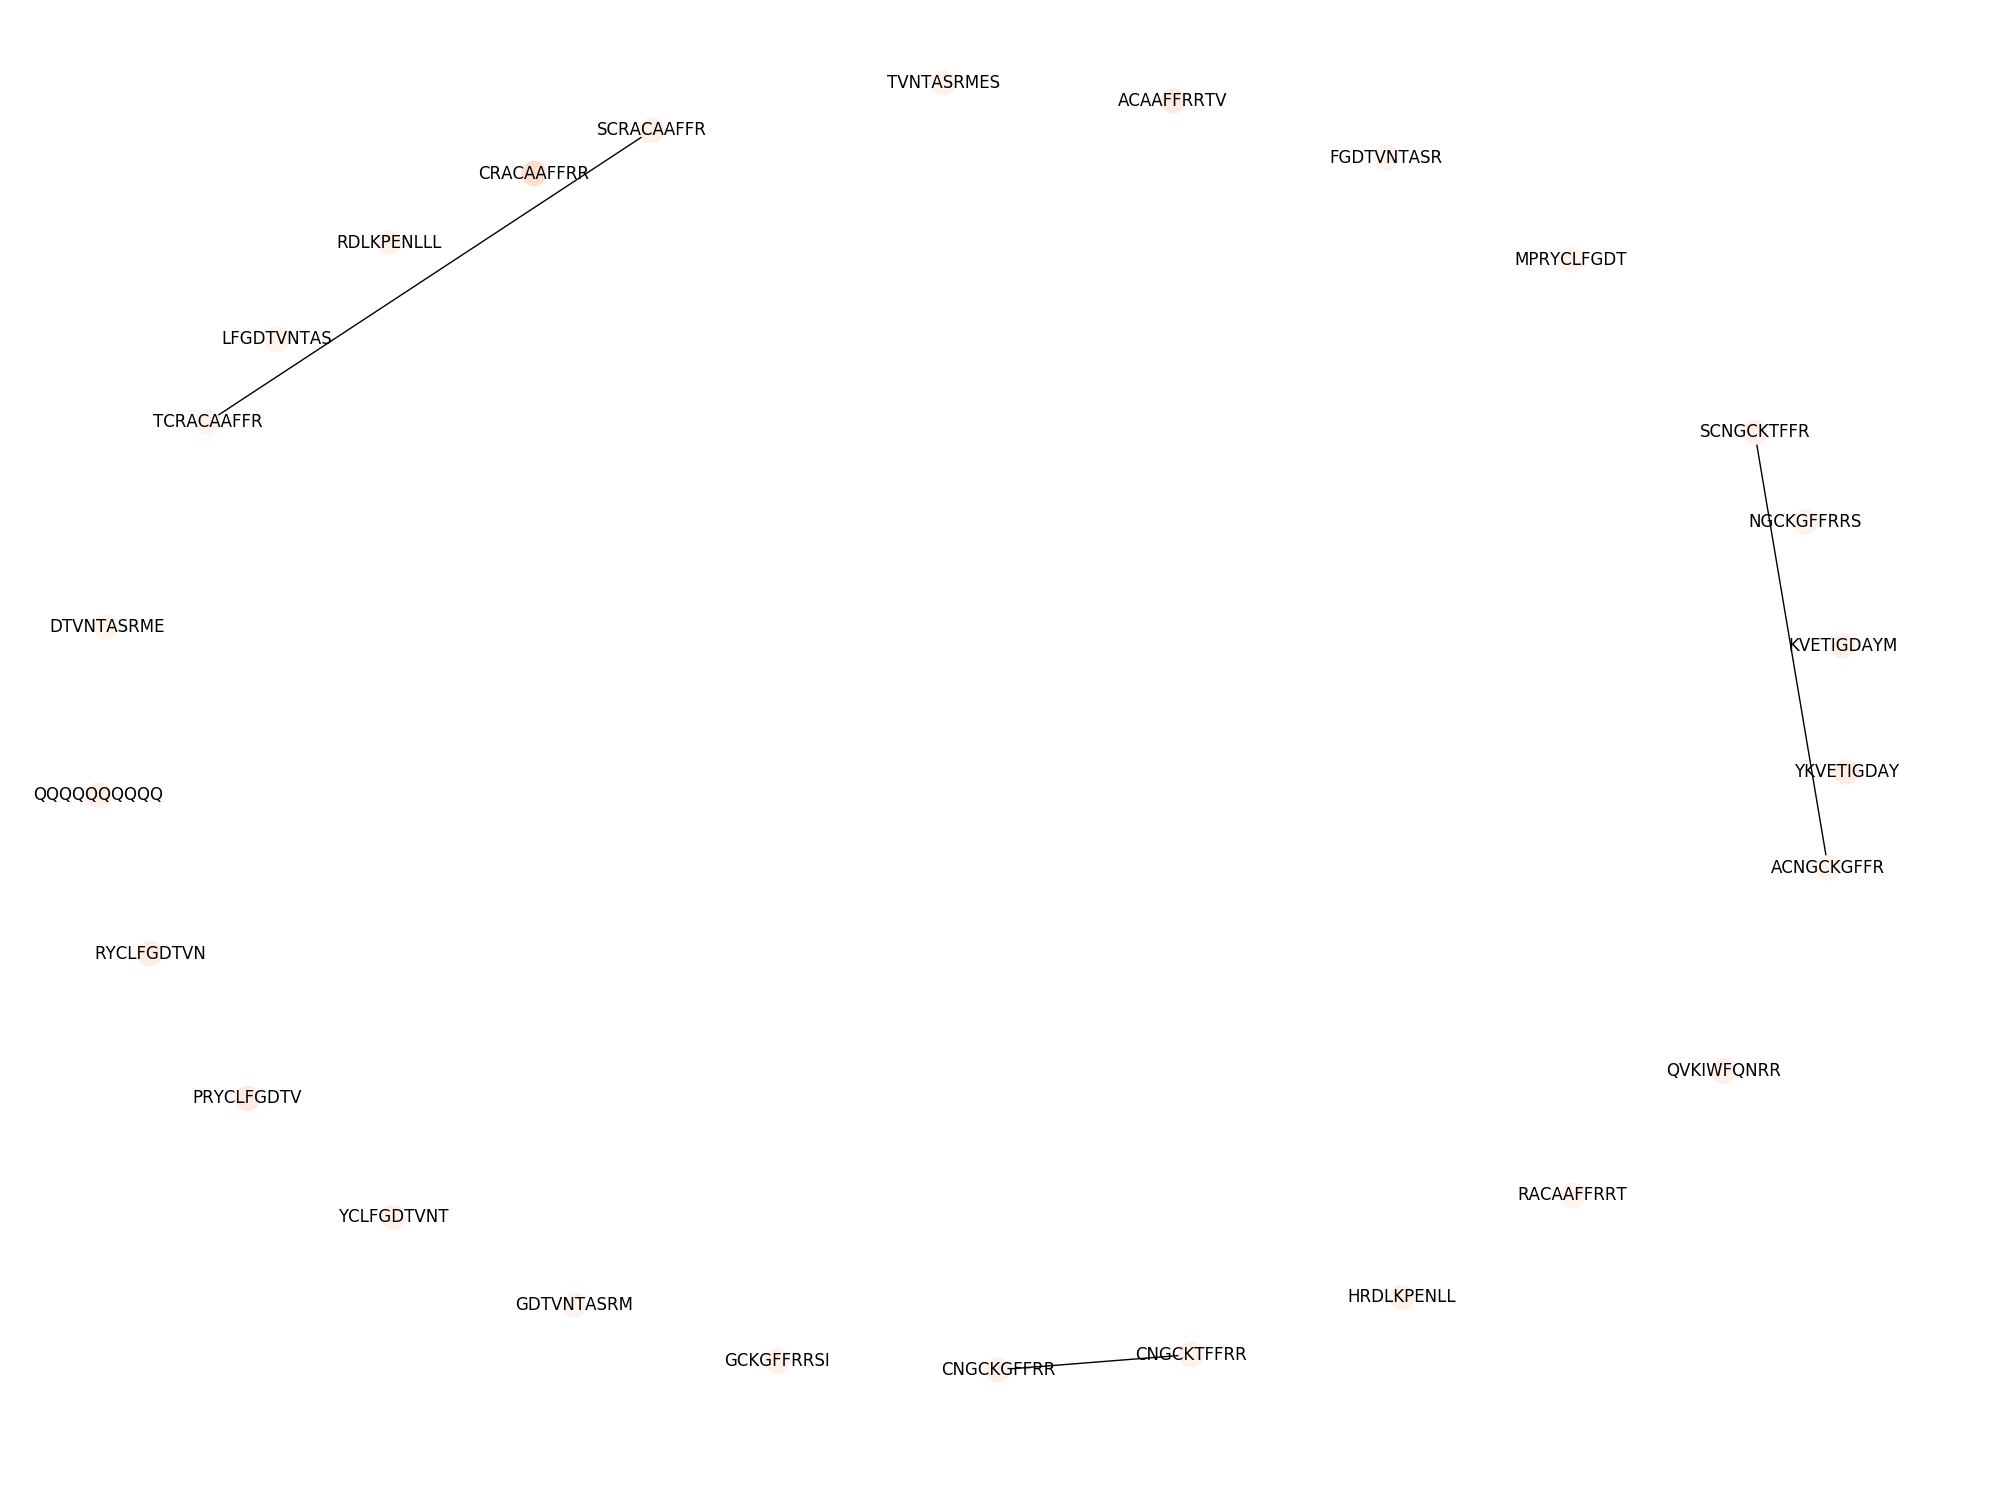 TVNTASRMES
ACAAFFRRTV
SCRACAAFFR
FGDTVNTASR
CRACAAFFRR
RDLKPENLLL
MPRYCLFGDT
LFGDTVNTAS
TCRACAAFFR
SCNGCKTFFR
NGCKGFFRRS
DTVNTASRME
KVETIGDAYM
YKVETIGDAY
QQQQQQQQQQ
ACNGCKGFFR
RYCLFGDTVN
QVKIWFQNRR
PRYCLFGDTV
RACAAFFRRT
YCLFGDTVNT
HRDLKPENLL
GDTVNTASRM
CNGCKTFFRR
GCKGFFRRSI
CNGCKGFFRR